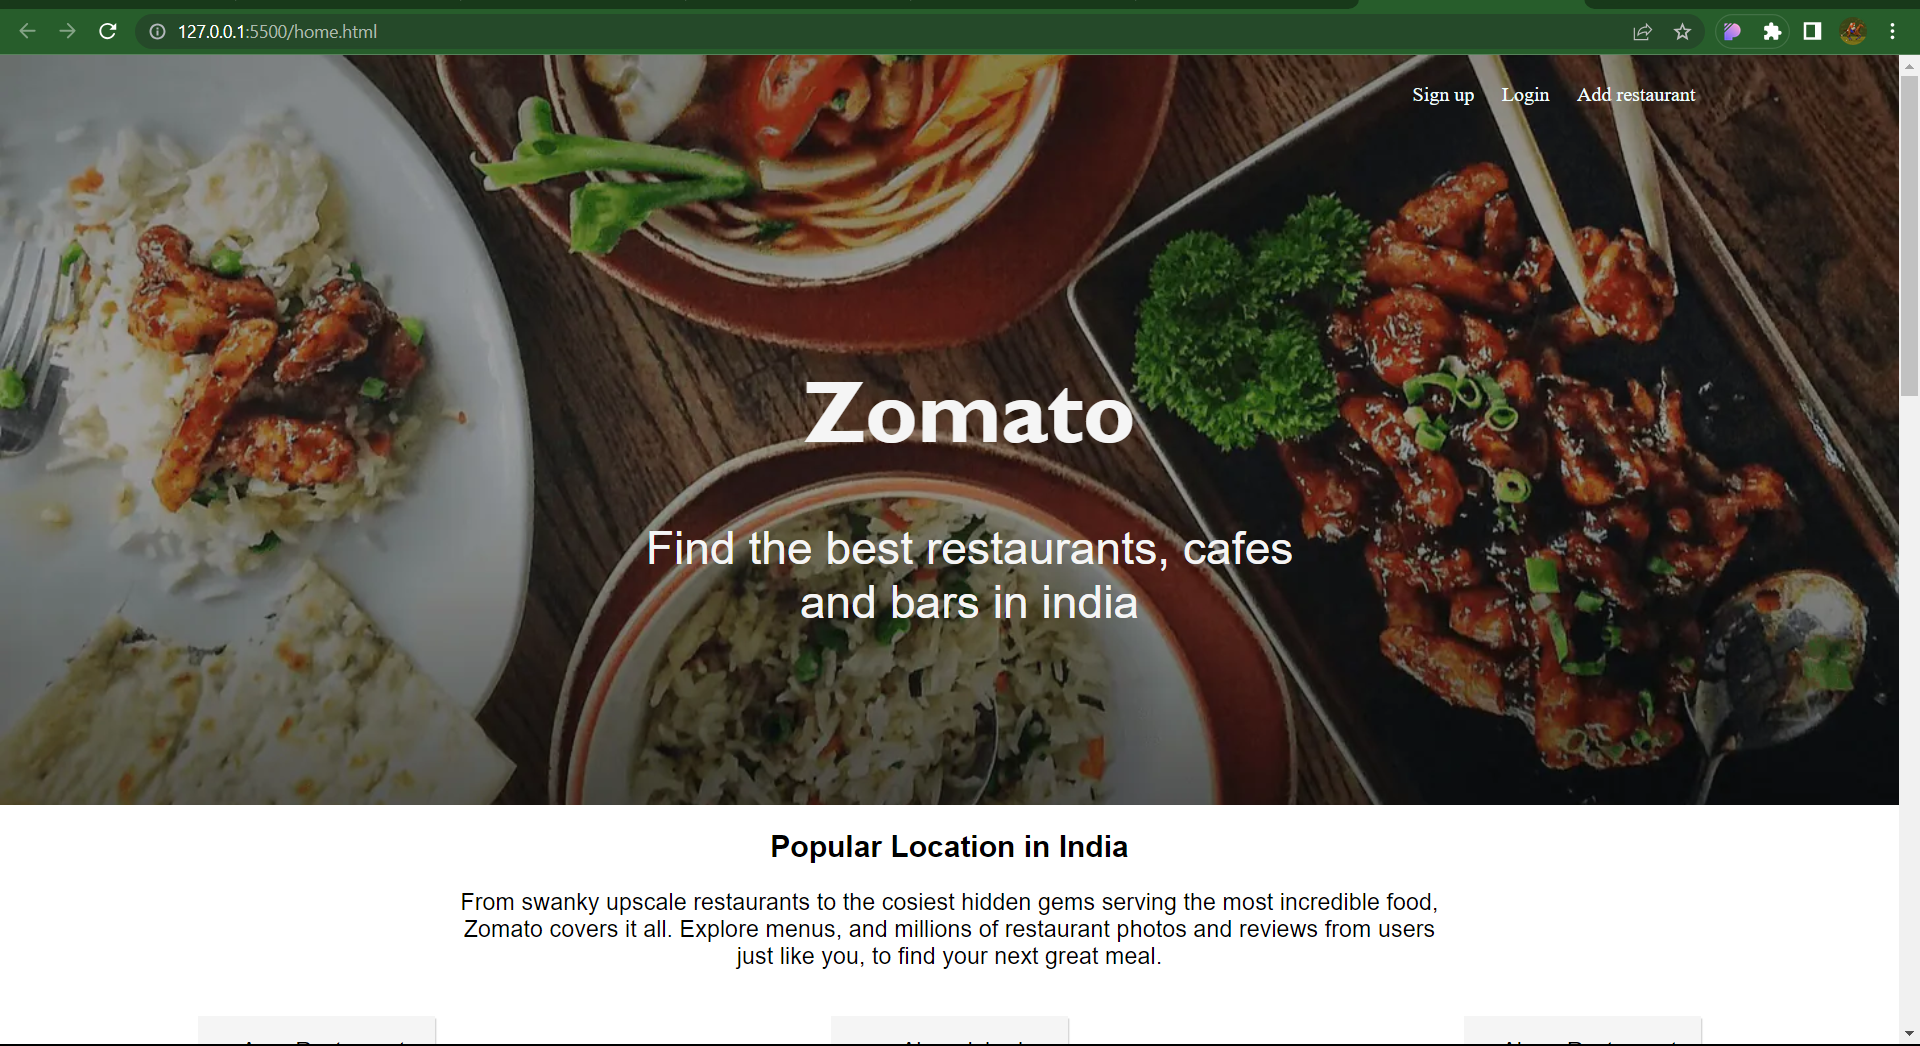 127.0.0.1:5500/home.html
Sign up Login Add restaurant
Zomato
Find the best restaurants, cafes
and bars in india
Popular Location in India
From swanky upscale restaurants to the cosiest hidden gems serving the most incredible food,
Zomato covers it all. Explore menus, and millions of restaurant photos and reviews from users
just like you, to find your next great meal.